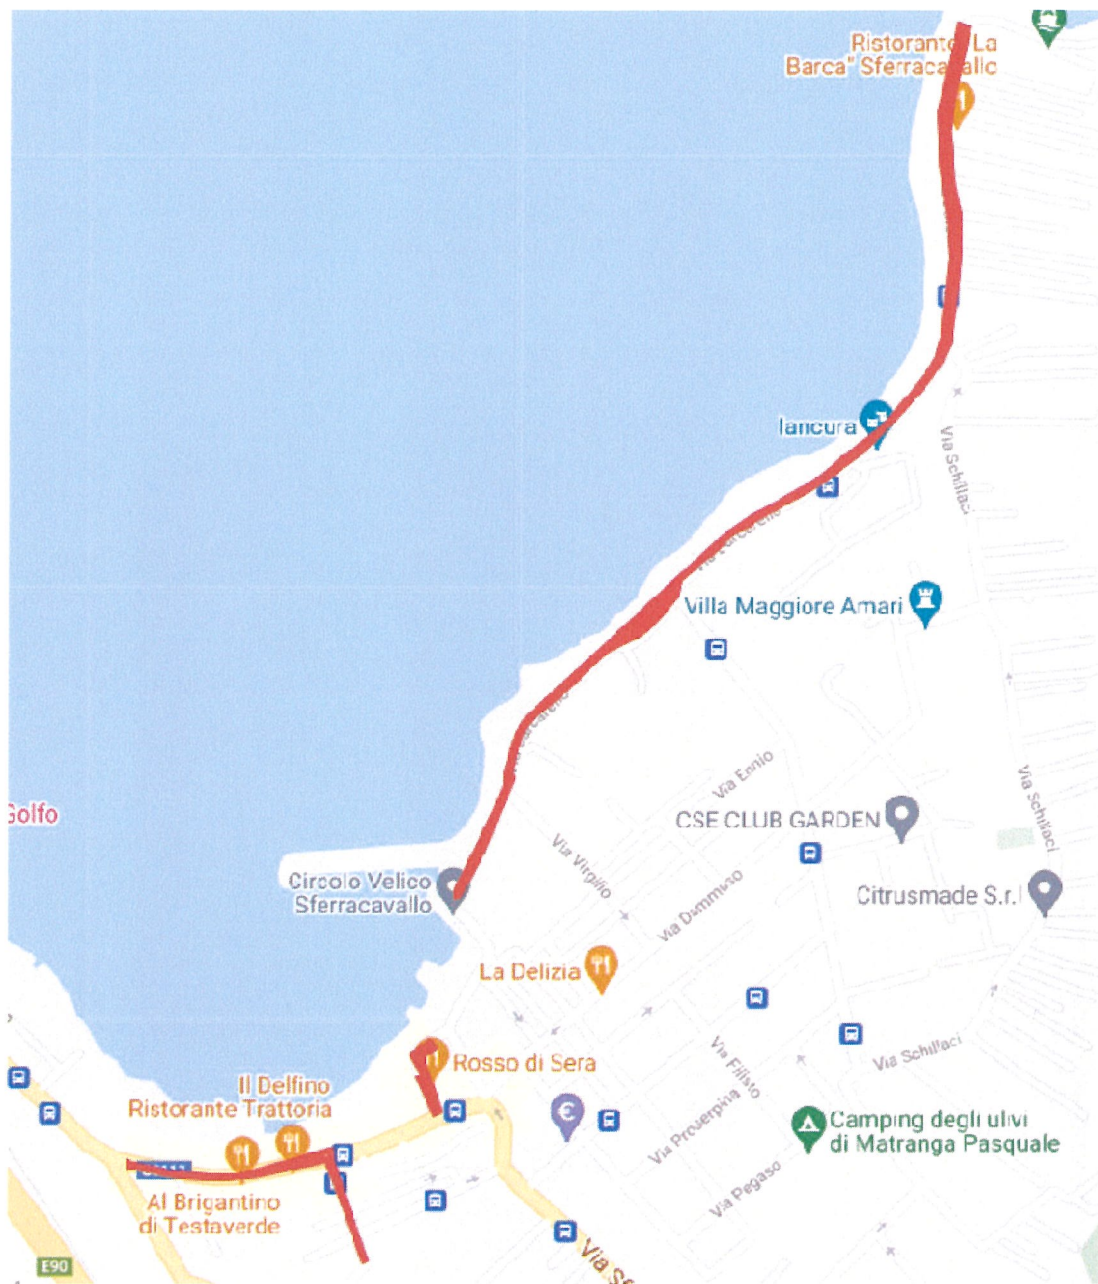 Ristorante "La
Barca" Sferracavallo
Iancura
Via Schillaci
Villa Maggiore Amari
Via Ennio
Golfo
CSE CLUB GARDEN
Via Schillaci
Via Virgilio
Circolo Velico
Sferracavallo
Citrusmade S.r.l
Via Dammuso
La Delizia
Rosso di Sera
Via Filisto
Via Schillaci
Il Delfino
Ristorante Trattoria
€
Via Proserpina
Camping degli ulivi
di Matranga Pasquale
Via Pegaso
Al Brigantino
di Testaverde
E90